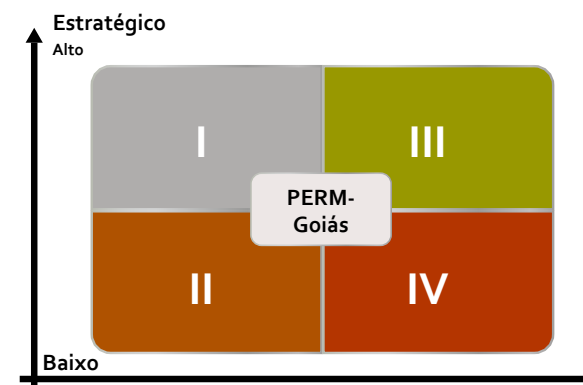 Estratégico
Alto
I
III
PERM-
Goiás
II
IV
Baixo